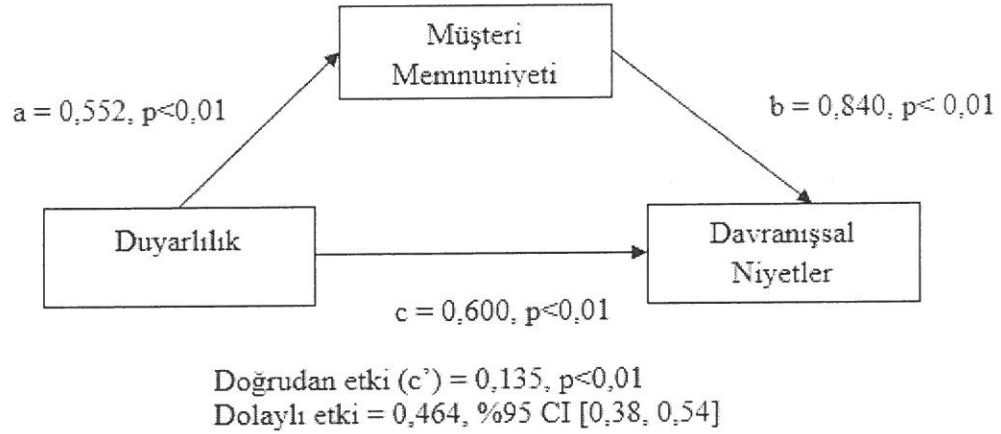 Müşteri
Memnuniyeti
a = 0,552, p<0,01
b = 0,840, p< 0,01
Duyarlılık
Davranışsal
Niyetler
c = 0,600, p<0,01
Doğrudan etki (c’) = 0,135, p<0,01
Dolaylı etki = 0,464, %95 CI [0,38, 0,54]